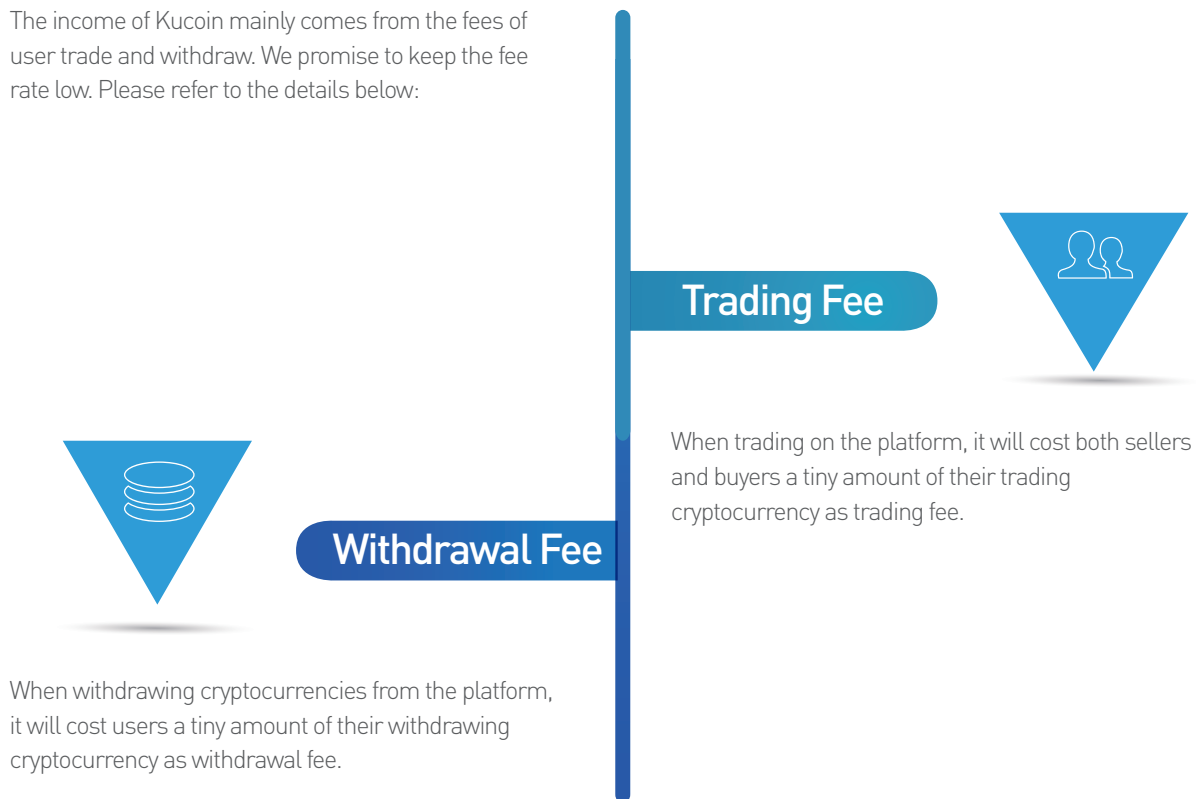 The income of Kucoin mainly comes from the fees of
user trade and withdraw. We promise to keep the fee
rate low. Please refer to the details below:
Trading Fee
When trading on the platform, it will cost both sellers
and buyers a tiny amount of their trading
cryptocurrency as trading fee.
Withdrawal Fee
When withdrawing cryptocurrencies from the platform,
it will cost users a tiny amount of their withdrawing
cryptocurrency as withdrawal fee.